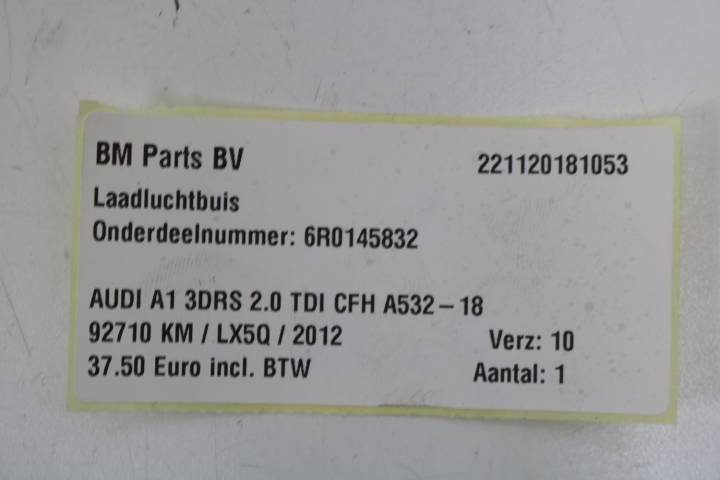 BM Parts BV 221120181053
Laadluchtbuis
Onderdeelnummer: 6R0145832
AUDI A1 3DRS 2.0 TDI CFH A532-18
92710 KM / LX5Q / 2012 Verz: 10
37.50 Euro incl. BTW Aantal: 1